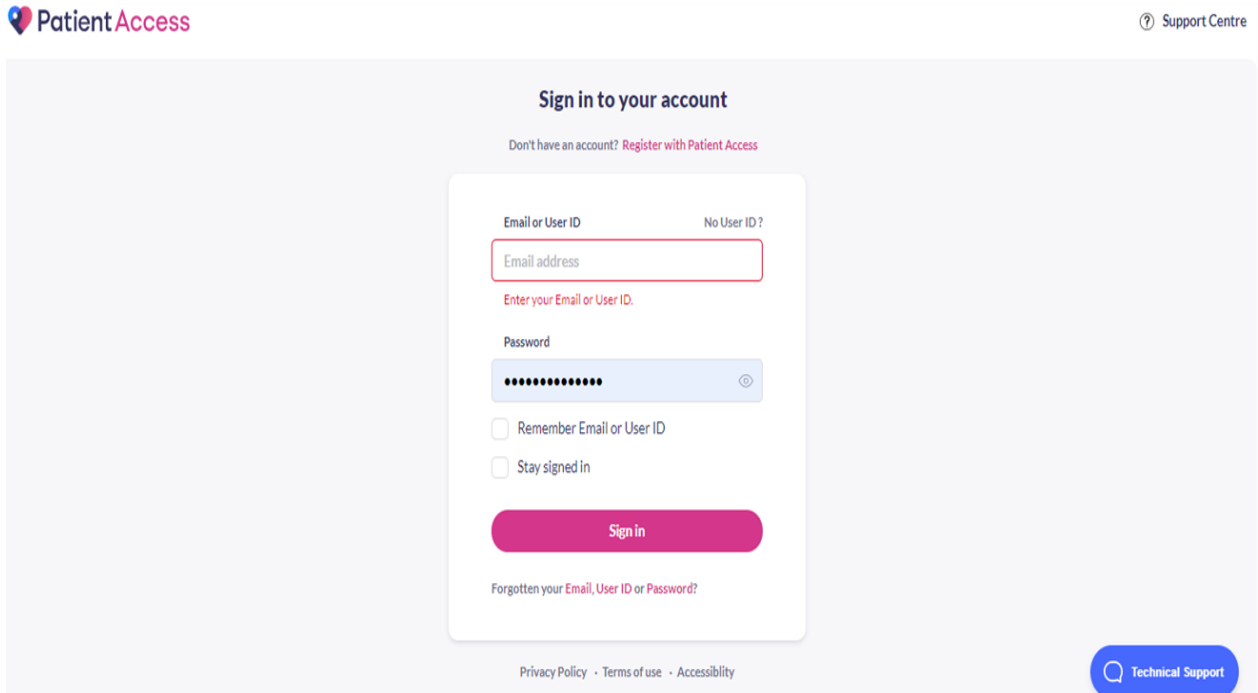 PatientAccess
Support Centre
Sign in to your account
Don't have an account? Register with Patient Access
Email or User ID No User ID ?
Email address
Enter your Email or User ID.
Password
••••••••••••••
Remember Email or User ID
Stay signed in
Sign in
Forgotten your Email, User ID or Password?
Privacy Policy · Terms of use · Accessiblity
Technical Support